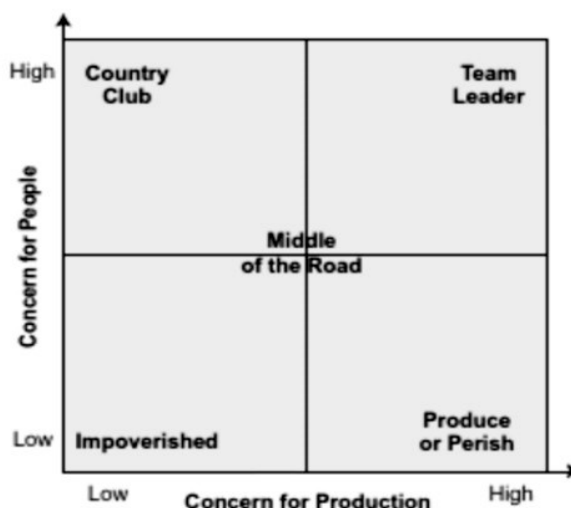 High
Country
Club
Team
Leader
Concern for People
Middle
of the Road
Low
Impoverished
Produce
or Perish
Low
Concern for Production
High